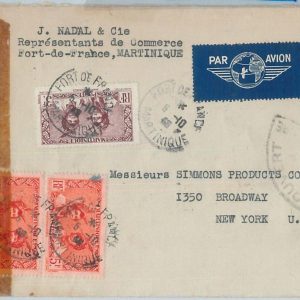 J. NADAL & Cie
Représentants de Commerce
Fort-de-France, MARTINIQUE
PAR AVION
FORT DE FRANCE
MARTINIQUE
MARTINIQUE
Messieurs SIMMONS PRODUCTS CO
1350 BROADWAY
NEW YORK U.